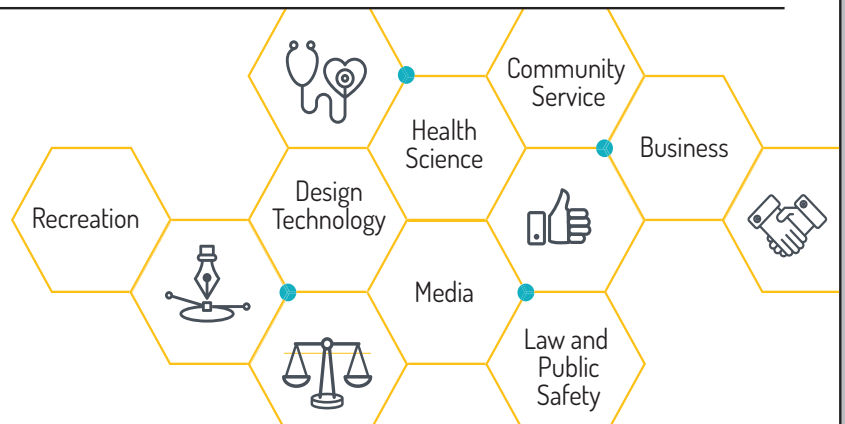 Community
Service
Health
Science
Business
Design
Technology
Recreation
Media
Law and
Public
Safety